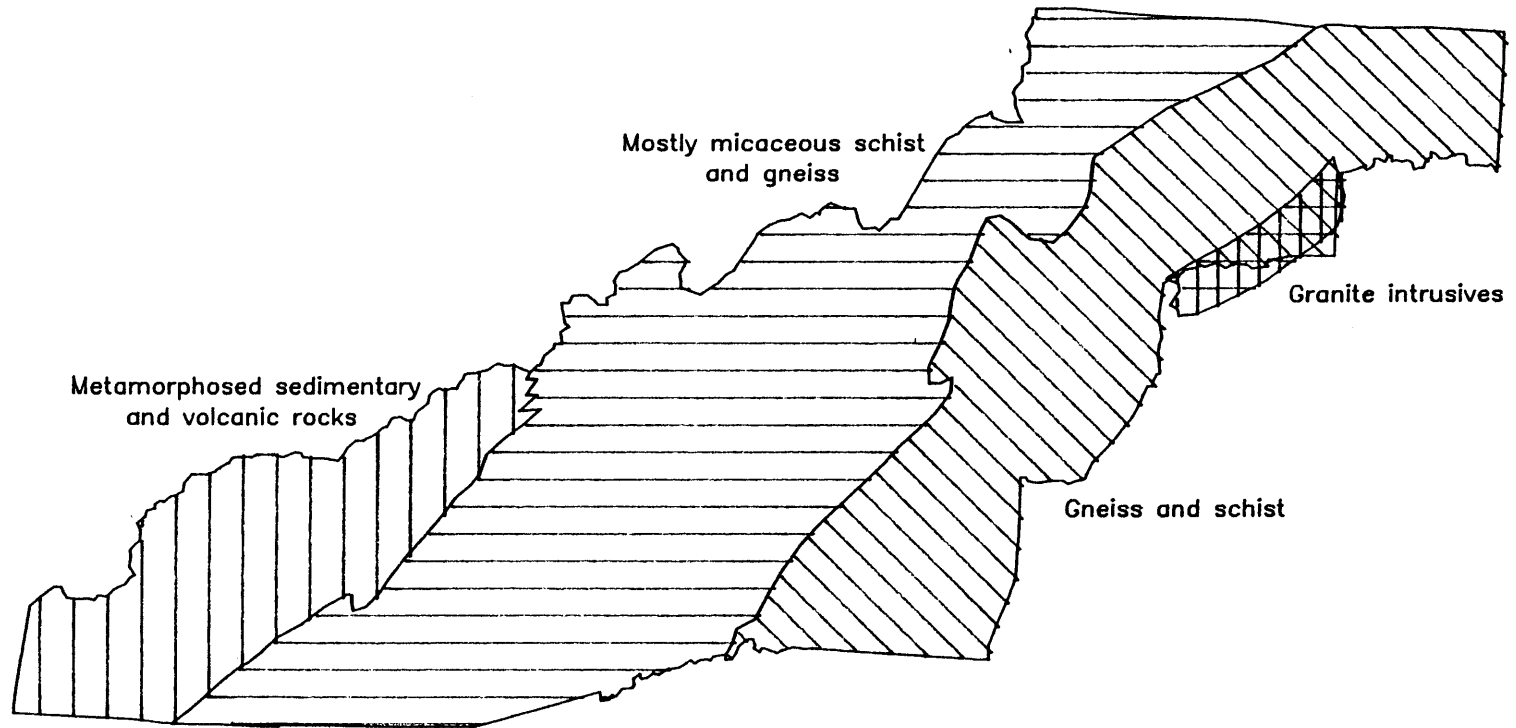 Mostly micaceous schist
and gneiss
Granite intrusives
Metamorphosed sedimentary
and volcanic rocks
Gneiss and schist